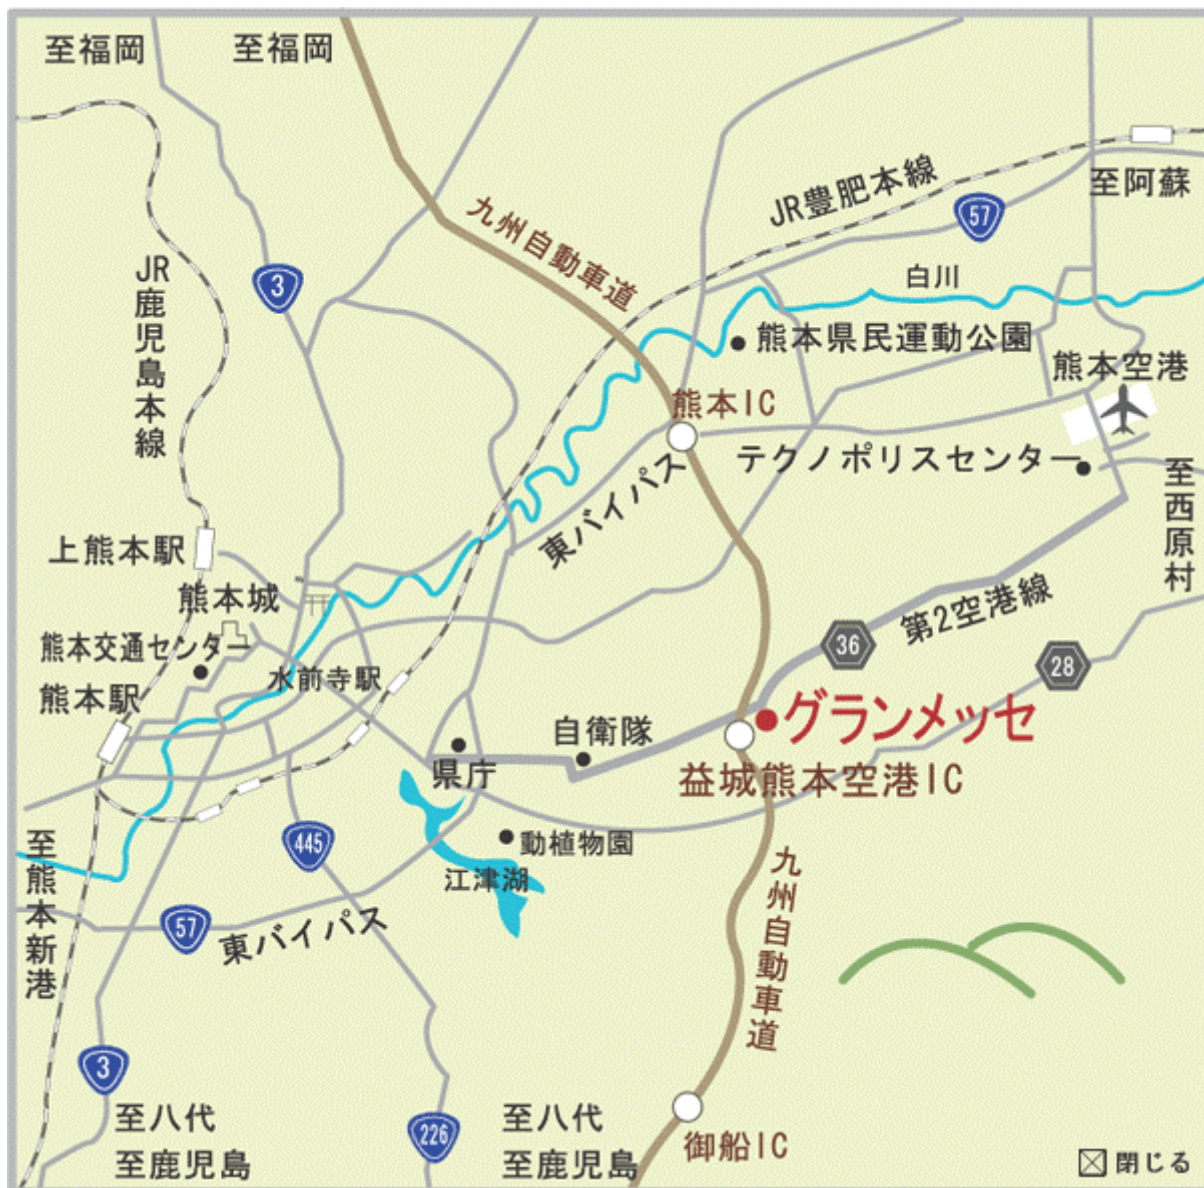 至福岡
至福岡
九州自動車道
JR豊肥本線
57
至阿蘇
JR鹿児島本線
3
白川
熊本県民運動公園
熊本空港
熊本IC
テクノポリスセンター
至西原村
東バイパス
上熊本駅
熊本城
熊本交通センター
水前寺駅
熊本駅
36
第2空港線
28
グランメッセ
自衛隊
県庁
益城熊本空港IC
445
動植物園
江津湖
至熊本新港
57
東バイパス
九州自動車道
3
至八代
至鹿児島
226
至八代
至鹿児島
御船IC
閉じる